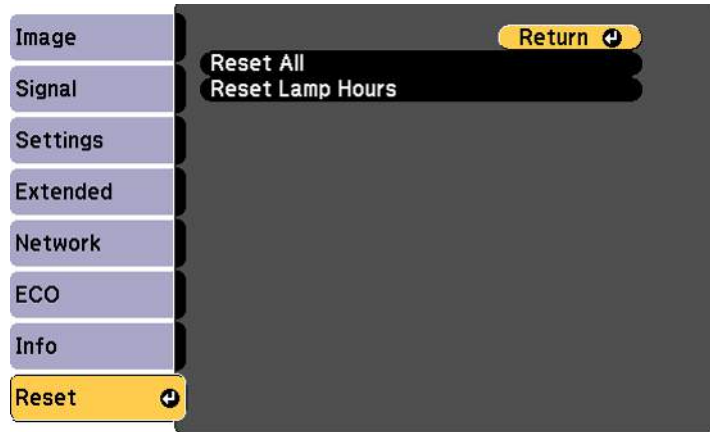 Image
Signal
Settings
Extended
Network
ECO
Info
Reset
Return
Reset All
Reset Lamp Hours